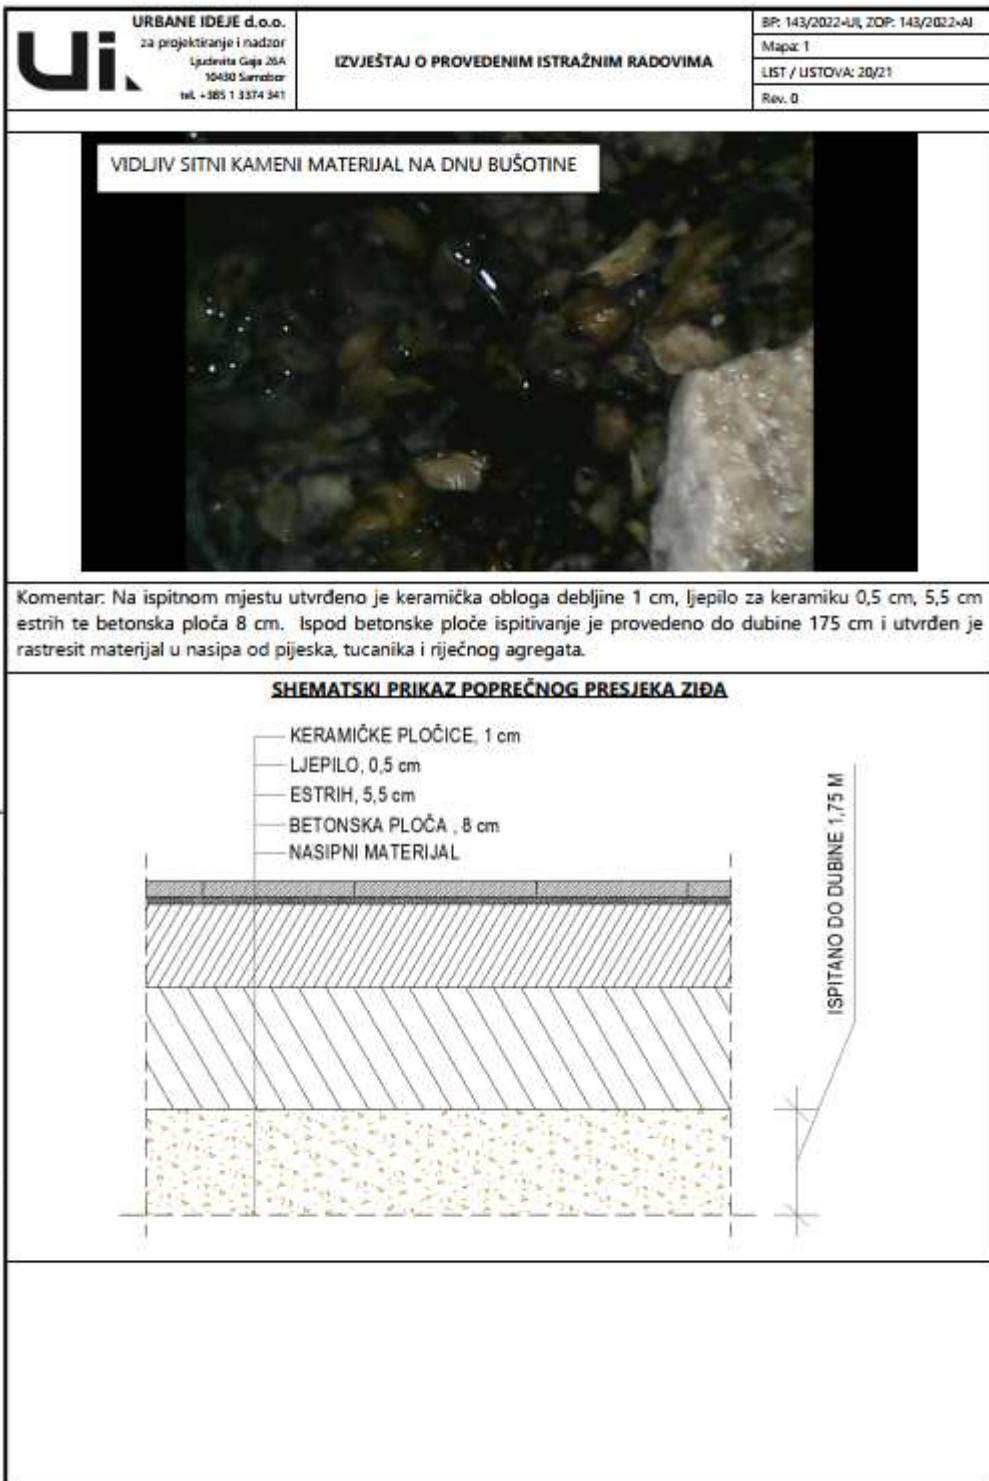 Ui.
URBANE IDEJE d.o.o.
za projektiranje i nadzor
Ljudevita Gaja 26A
10430 Samobor
tel. +385 1 3374 341
IZVJEŠTAJ O PROVEDENIM ISTRAŽNIM RADOVIMA
BP: 143/2022-UI, ZOP: 143/2022-AI
Mapa: 1
LIST / LISTOVA: 20/21
Rev. 0
VIDLJIV SITNI KAMENI MATERIJAL NA DNU BUŠOTINE
Komentar: Na ispitnom mjestu utvrđeno je keramička obloga debljine 1 cm, ljepilo za keramiku 0,5 cm, 5,5 cm
estrih te betonska ploča 8 cm. Ispod betonske ploče ispitivanje je provedeno do dubine 175 cm i utvrđen je
rastresit materijal u nasipa od pijeska, tucanika i riječnog agregata.
SHEMATSKI PRIKAZ POPREČNOG PRESJEKA ZIĐA
KERAMIČKE PLOČICE, 1 cm
LJEPILO, 0,5 cm
ESTRIH, 5,5 cm
BETONSKA PLOČA , 8 cm
NASIPNI MATERIJAL
ISPITANO DO DUBINE 1,75 M